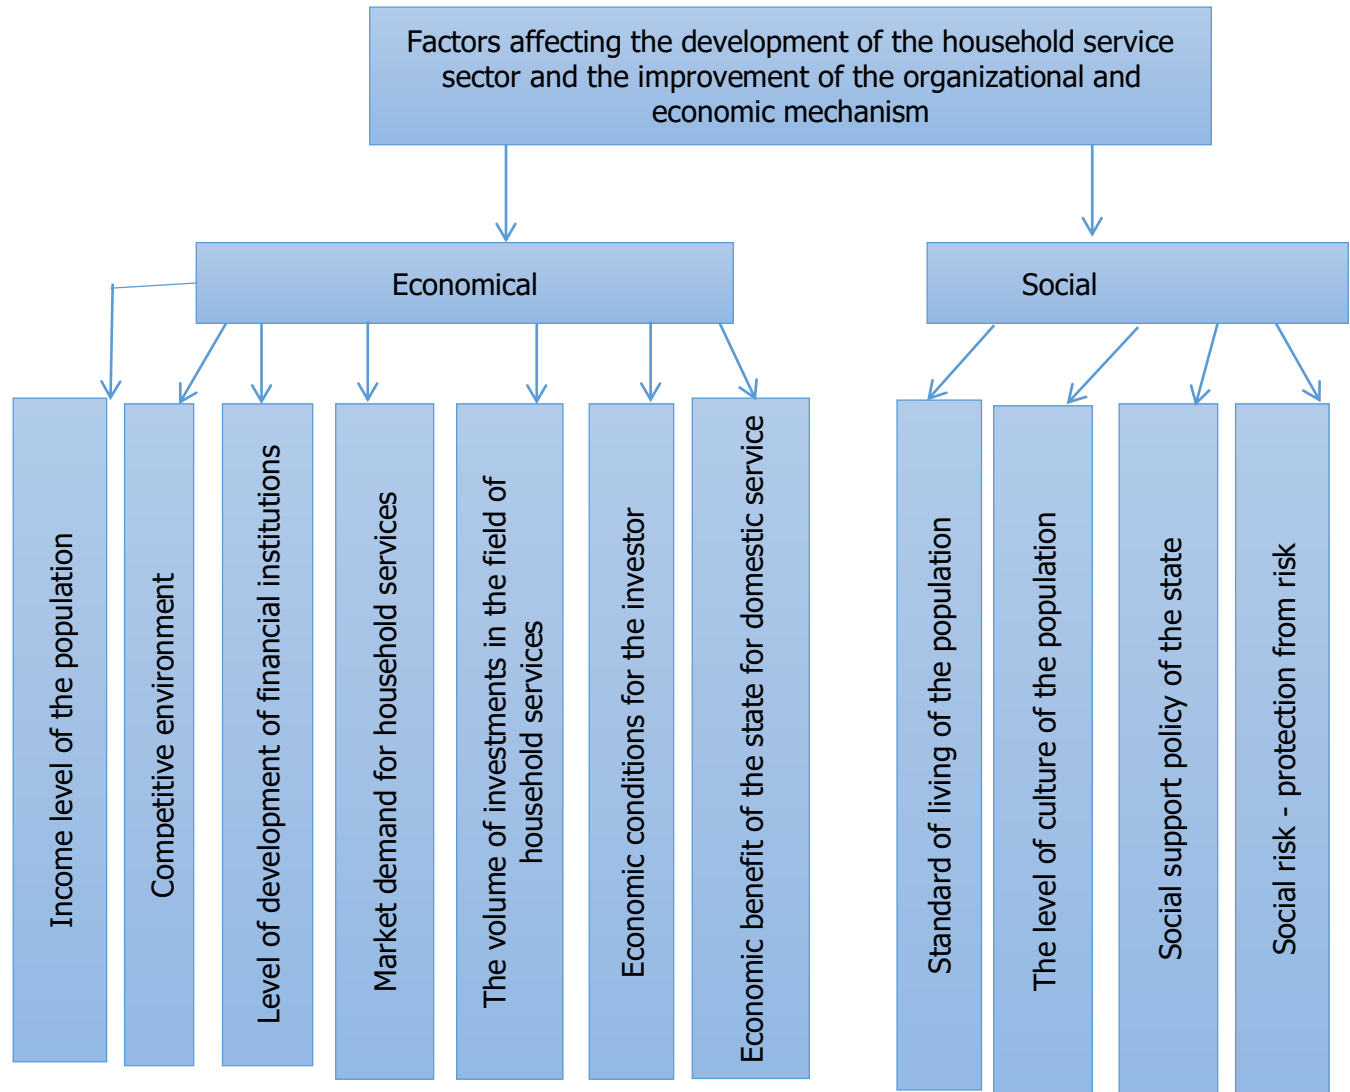 Factors affecting the development of the household service
sector and the improvement of the organizational and
economic mechanism
Economical
Social
Income level of the population
Competitive environment
Level of development of financial institutions
Market demand for household services
The volume of investments in the field of
household services
Economic conditions for the investor
Economic benefit of the state for domestic service
Standard of living of the population
The level of culture of the population
Social support policy of the state
Social risk - protection from risk